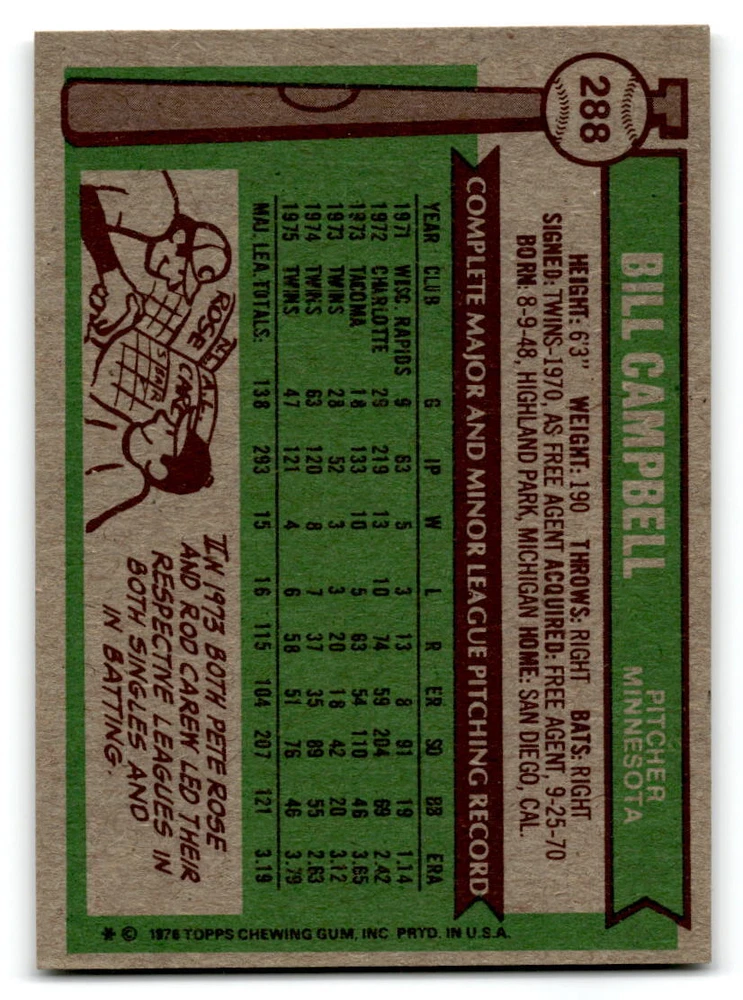 288
BILL CAMPBELL
PITCHER
MINNESOTA
HEIGHT: 6'3" WEIGHT: 190 THROWS: RIGHT BATS: RIGHT
SIGNED: TWINS-1970, AS FREE AGENT ACQUIRED: FREE AGENT, 9-25-70
BORN: 8-9-48, HIGHLAND PARK, MICHIGAN HOME: SAN DIEGO, CAL.
COMPLETE MAJOR AND MINOR LEAGUE PITCHING RECORD
YEAR CLUB G IP W L R ER SO BB ERA
1971 WISC. RAPIDS 9 63 5 3 13 8 91 19 1.14
1972 CHARLOTTE 29 219 13 10 74 59 204 69 2.42
1973 TACOMA 18 133 10 5 63 54 110 46 3.65
1973 TWINS 28 52 3 3 20 18 42 20 3.12
1974 TWINS 63 120 8 7 37 35 89 55 2.63
1975 TWINS 47 121 4 6 58 51 76 46 3.79
MAJ. LEA. TOTALS: 138 293 15 16 115 104 207 121 3.19
N.L.
ROSE
A.L.
CAREW
STAR
IN 1973 BOTH PETE ROSE
AND ROD CAREW LED THEIR
RESPECTIVE LEAGUES IN
BOTH SINGLES AND
IN BATTING.
* © 1976 TOPPS CHEWING GUM, INC. PRTD. IN U.S.A.